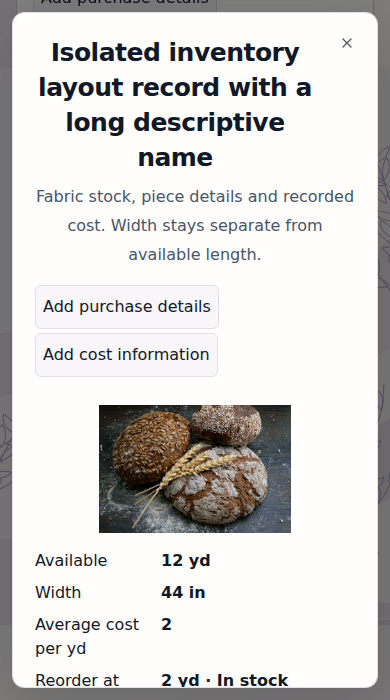 Add purchase details
Isolated inventory
layout record with a
long descriptive
name
×
Fabric stock, piece details and recorded
cost. Width stays separate from
available length.
Add purchase details
Add cost information
Available 12 yd
Width 44 in
Average cost 2
per yd
Reorder at 2 yd · In stock